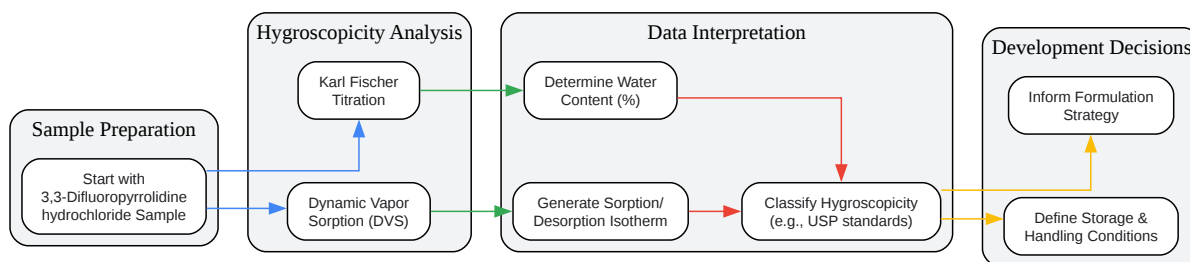 Sample Preparation
Start with
3,3-Difluoropyrrolidine
hydrochloride Sample
Hygroscopicity Analysis
Karl Fischer
Titration
Dynamic Vapor
Sorption (DVS)
Data Interpretation
Determine Water
Content (%)
Generate Sorption/
Desorption Isotherm
Classify Hygroscopicity
(e.g., USP standards)
Development Decisions
Inform Formulation
Strategy
Define Storage &
Handling Conditions